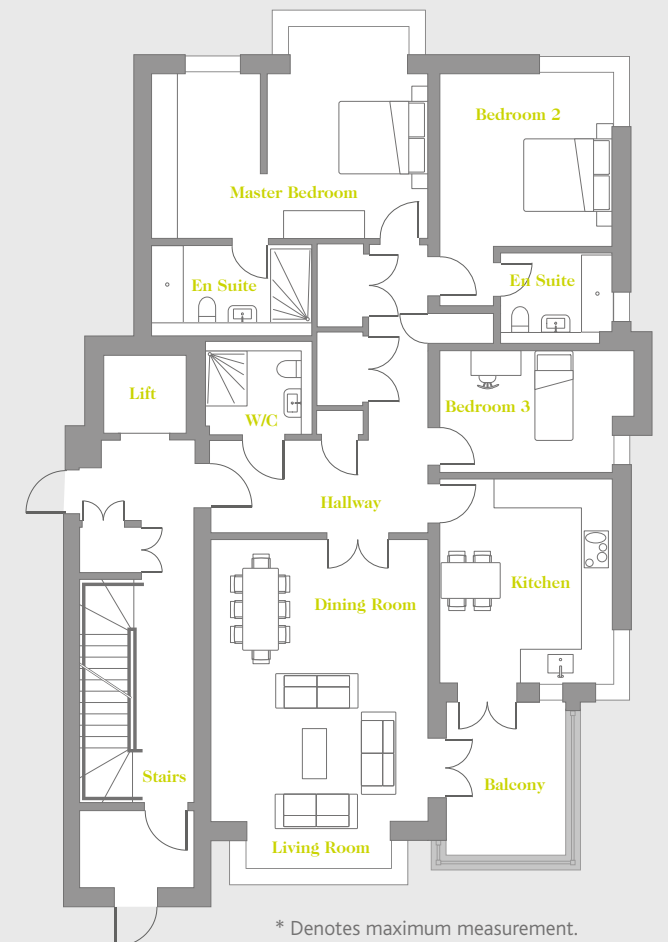 Bedroom 2
Master Bedroom
En Suite
En Suite
Lift
W/C
Bedroom 3
Hallway
Kitchen
Dining Room
Stairs
Balcony
Living Room
* Denotes maximum measurement.